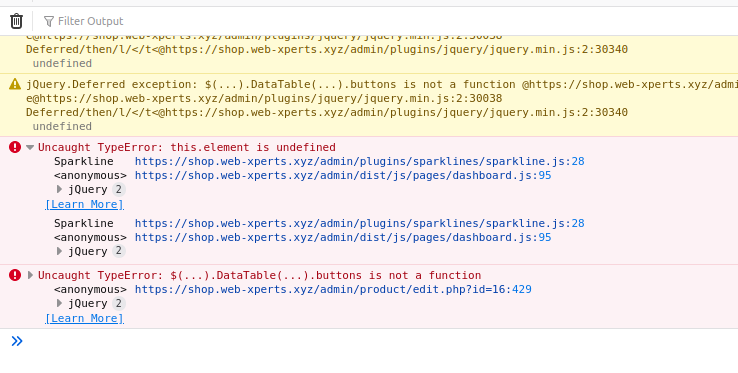 Filter Output
e@https://shop.web-xperts.xyz/admin/plugins/jquery/jquery.min.js:2:30038
Deferred/then/l/</t<@https://shop.web-xperts.xyz/admin/plugins/jquery/jquery.min.js:2:30340
undefined
jQuery.Deferred exception: $(...).DataTable(...).buttons is not a function @https://shop.web-xperts.xyz/admi
e@https://shop.web-xperts.xyz/admin/plugins/jquery/jquery.min.js:2:30038
Deferred/then/l/</t<@https://shop.web-xperts.xyz/admin/plugins/jquery/jquery.min.js:2:30340
undefined
Uncaught TypeError: this.element is undefined
Sparkline https://shop.web-xperts.xyz/admin/plugins/sparklines/sparkline.js:28
<anonymous> https://shop.web-xperts.xyz/admin/dist/js/pages/dashboard.js:95
jQuery 2
[Learn More]
Sparkline https://shop.web-xperts.xyz/admin/plugins/sparklines/sparkline.js:28
<anonymous> https://shop.web-xperts.xyz/admin/dist/js/pages/dashboard.js:95
jQuery 2
Uncaught TypeError: $(...).DataTable(...).buttons is not a function
<anonymous> https://shop.web-xperts.xyz/admin/product/edit.php?id=16:429
jQuery 2
[Learn More]